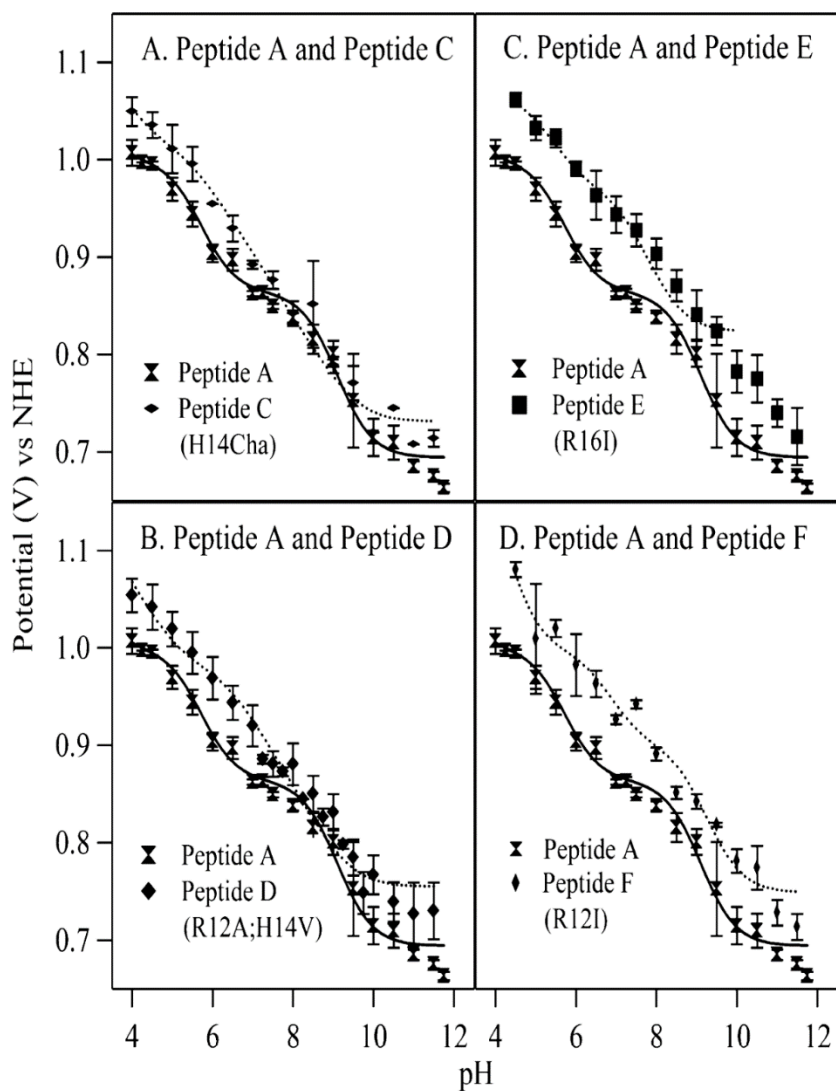 A. Peptide A and Peptide C
C. Peptide A and Peptide E
1.1
1.0
0.9
0.8
0.7
Peptide A
Peptide C
(H14Cha)
Peptide A
Peptide E
(R16I)
Potential (V) vs NHE
B. Peptide A and Peptide D
D. Peptide A and Peptide F
1.1
1.0
0.9
0.8
0.7
Peptide A
Peptide D
(R12A;H14V)
Peptide A
Peptide F
(R12I)
4 6 8 10 12 4 6 8 10 12
pH